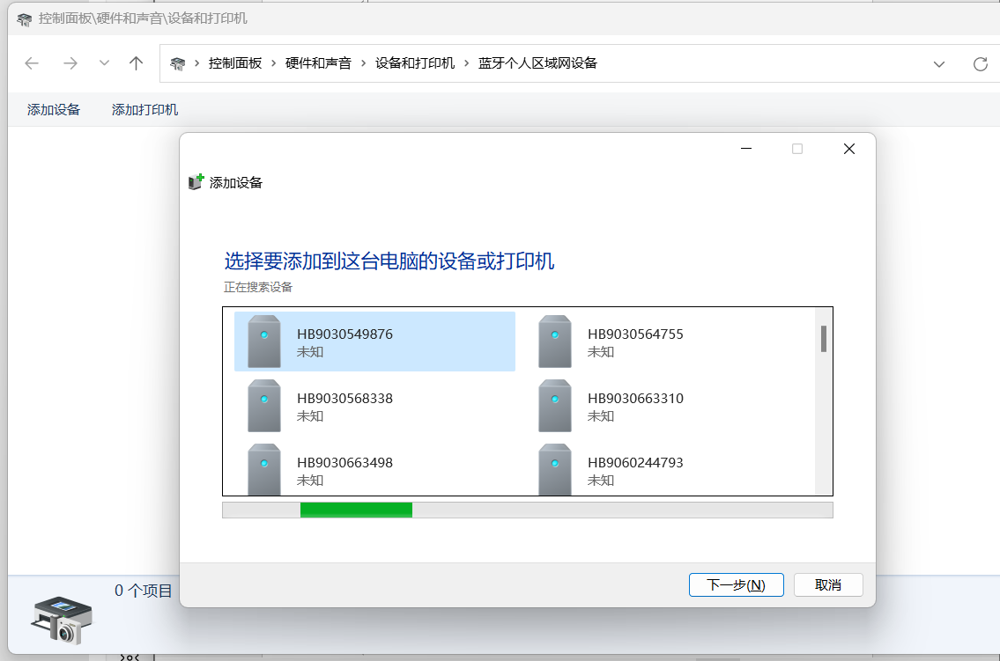 控制面板\硬件和声音\设备和打印机
控制面板 › 硬件和声音 › 设备和打印机 › 蓝牙个人区域网设备
添加设备 添加打印机
添加设备
选择要添加到这台电脑的设备或打印机
正在搜索设备
HB9030549876
未知
HB9030564755
未知
HB9030568338
未知
HB9030663310
未知
HB9030663498
未知
HB9060244793
未知
下一步(N) 取消
0 个项目